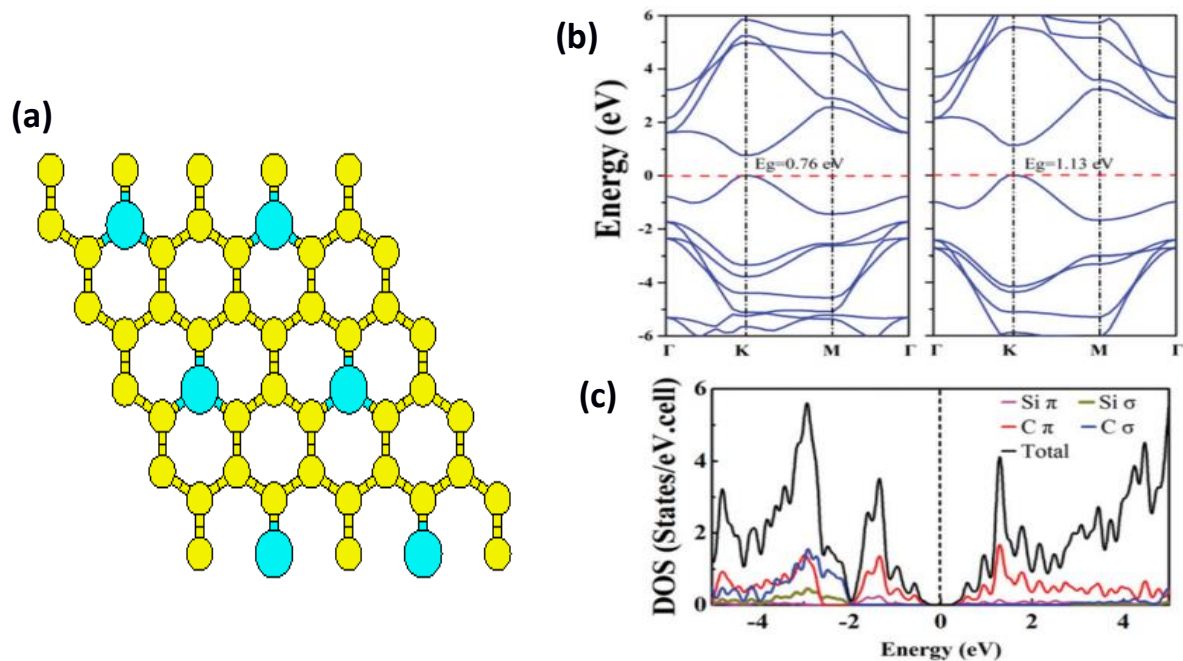 (a)
(b)
Energy (eV)
6
4
2
0
-2
-4
-6
Eg=0.76 eV
Eg=1.13 eV
Γ K M Γ
Γ K M Γ
(c)
DOS (States/eV.cell)
6
4
2
0
Si π Si σ
C π C σ
Total
-4 -2 0 2 4
Energy (eV)